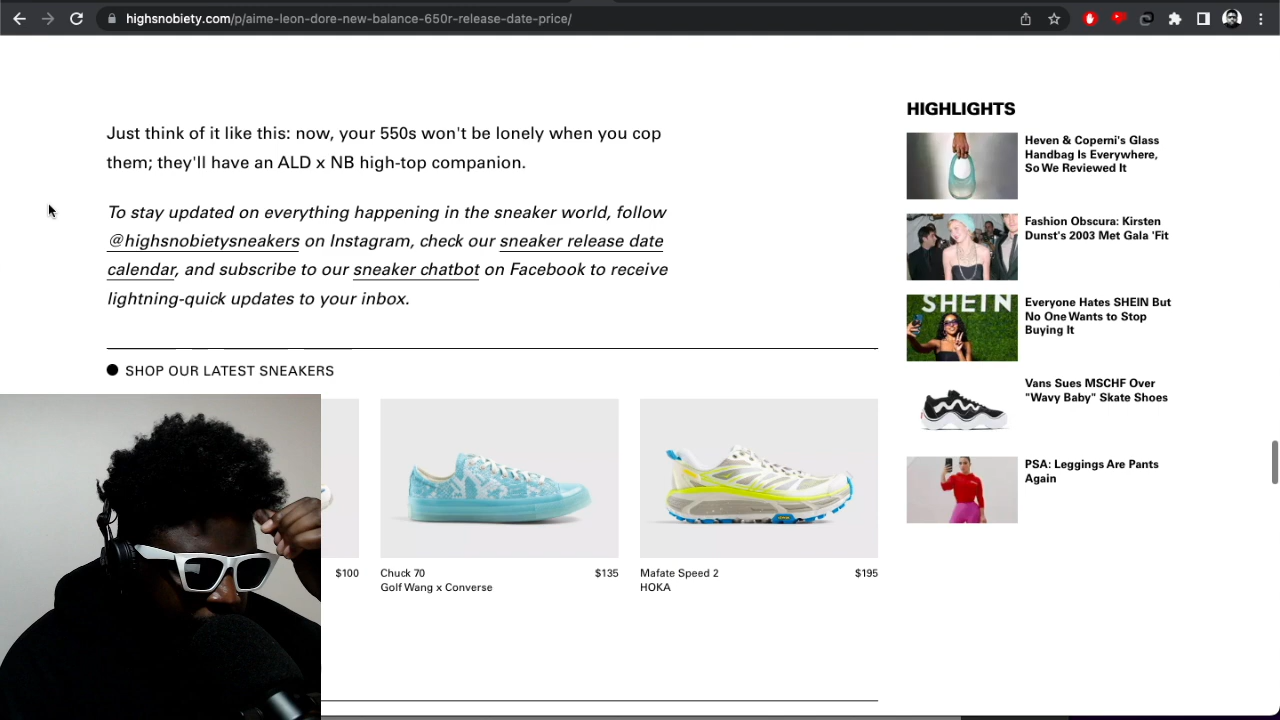 highsnobiety.com/p/aime-leon-dore-new-balance-650r-release-date-price/
Just think of it like this: now, your 550s won't be lonely when you cop
them; they'll have an ALD x NB high-top companion.
To stay updated on everything happening in the sneaker world, follow
@highsnobietysneakers on Instagram, check our sneaker release date
calendar, and subscribe to our sneaker chatbot on Facebook to receive
lightning-quick updates to your inbox.
SHOP OUR LATEST SNEAKERS
$100
Chuck 70 $135
Golf Wang x Converse
Mafate Speed 2 $195
HOKA
HIGHLIGHTS
Heven & Coperni's Glass
Handbag Is Everywhere,
So We Reviewed It
Fashion Obscura: Kirsten
Dunst's 2003 Met Gala 'Fit
SHEIN
Everyone Hates SHEIN But
No One Wants to Stop
Buying It
Vans Sues MSCHF Over
"Wavy Baby" Skate Shoes
PSA: Leggings Are Pants
Again